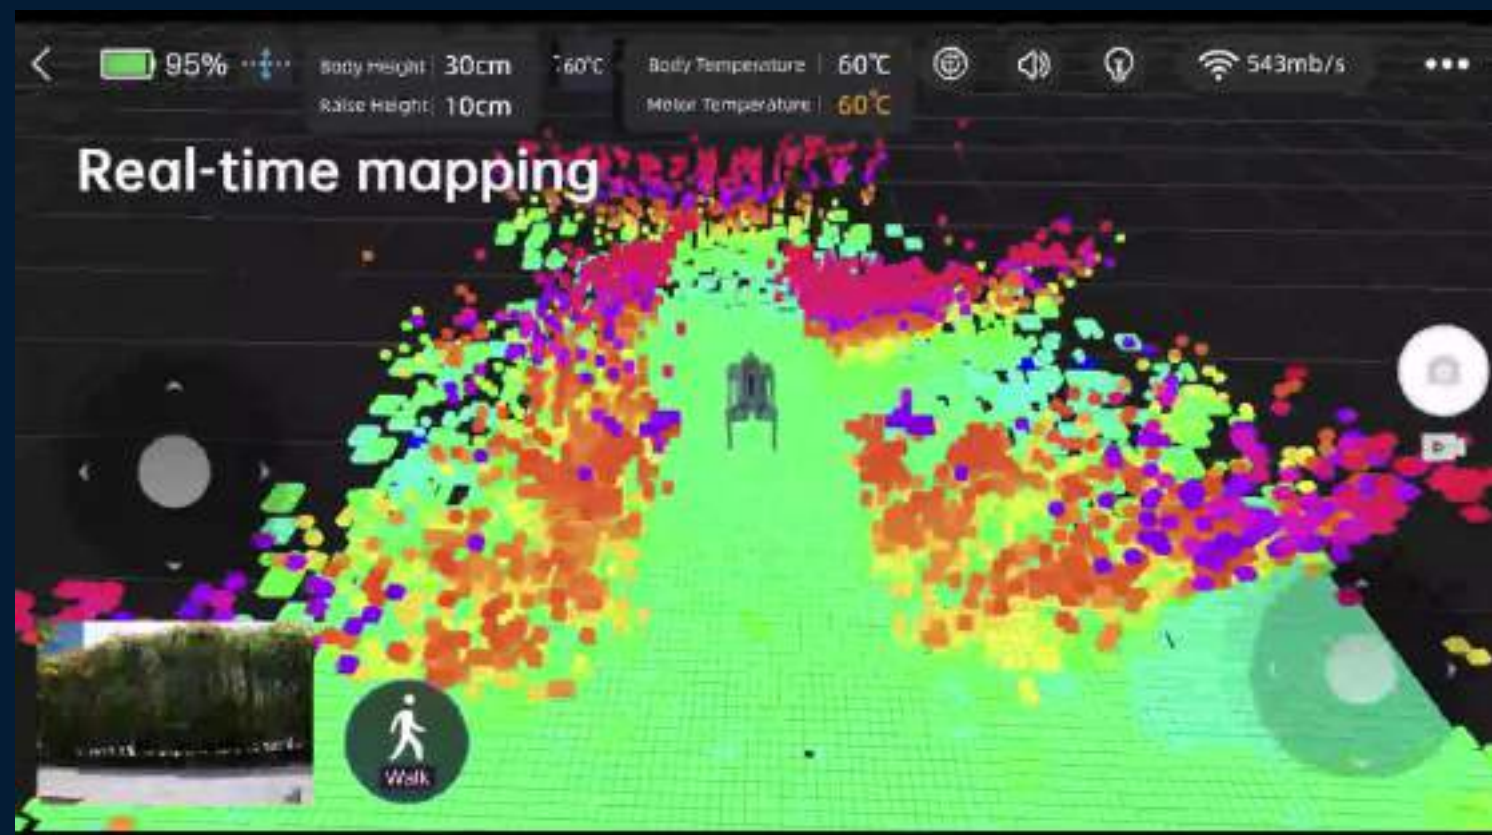 95%
Body Height | 30cm
Raise Height | 10cm
60℃
Body Temperature | 60℃
Motor Temperature | 60℃
543mb/s
Real-time mapping
Walk